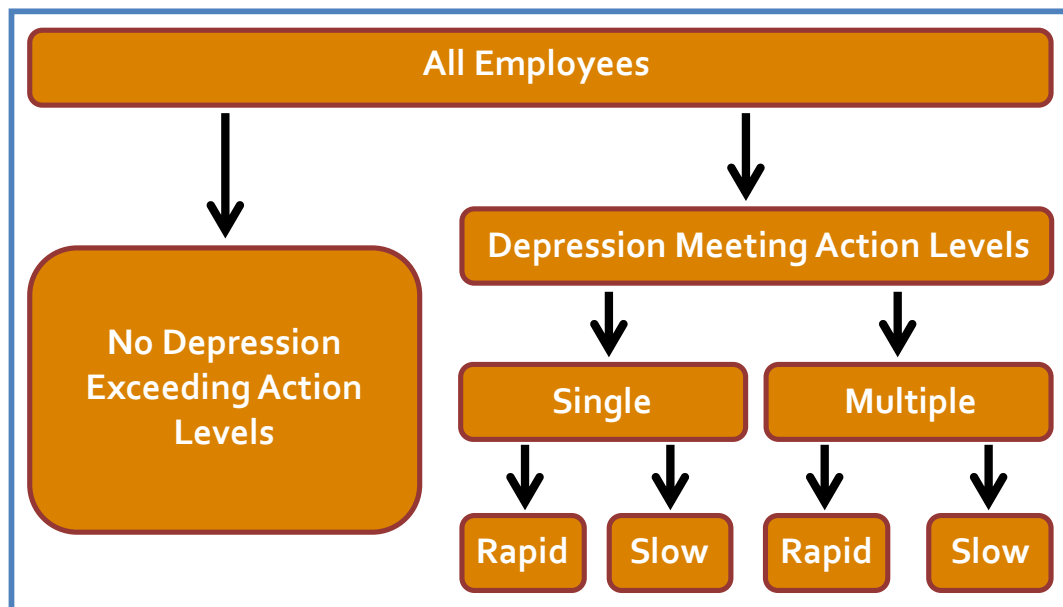 All Employees
Depression Meeting Action Levels
No Depression
Exceeding Action
Levels
Single
Multiple
Rapid
Slow
Rapid
Slow